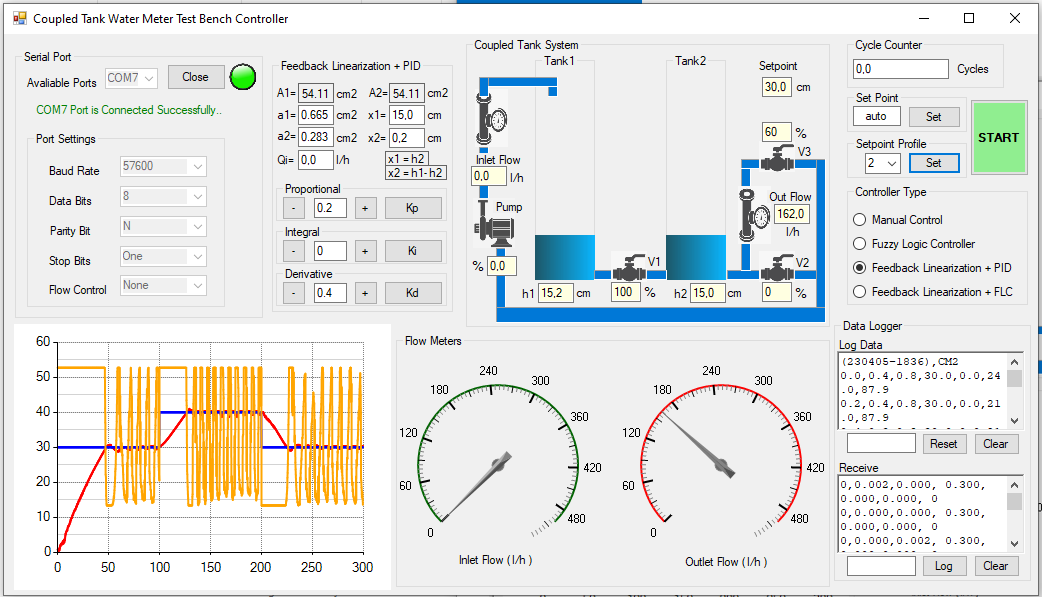 Coupled Tank Water Meter Test Bench Controller
Serial Port
Avaliable Ports COM7 Close
COM7 Port is Connected Successfully..
Port Settings
Baud Rate 57600
Data Bits 8
Parity Bit N
Stop Bits One
Flow Control None
Feedback Linearization + PID
A1= 54.11 cm2 A2= 54.11 cm2
a1= 0.665 cm2 x1= 15,0 cm
a2= 0.283 cm2 x2= 0,2 cm
Qi= 0,0 l/h x1 = h2
x2 = h1- h2
Proportional
- 0.2 + Kp
Integral
- 0 + Ki
Derivative
- 0.4 + Kd
Coupled Tank System
Tank1 Tank2 Setpoint
30,0 cm
60 %
V3
Inlet Flow
0,0 l/h
Out Flow
162,0
l/h
Pump
% 0,0
V1 V2
h1 15,2 cm 100 % h2 15,0 cm 0 %
Cycle Counter
0,0 Cycles
Set Point
auto Set
START
Setpoint Profile
2 Set
Controller Type
Manual Control
Fuzzy Logic Controller
Feedback Linearization + PID
Feedback Linearization + FLC
60
50
40
30
20
10
0
0 50 100 150 200 250 300
Flow Meters
0 60 120 180 240 300 360 420 480
Inlet Flow ( l/h )
0 60 120 180 240 300 360 420 480
Outlet Flow ( l/h )
Data Logger
Log Data
(230405-1836),CM2
0.0,0.4,0.8,30.0,0.0,24
.0,87.9
0.2,0.4,0.8,30.0,0.0,21
.0,87.9
Reset Clear
Receive
0,0.002,0.000, 0.300,
0.000,0.000, 0
0,0.000,0.000, 0.300,
0.000,0.000, 0
0,0.000,0.002, 0.300,
Log Clear